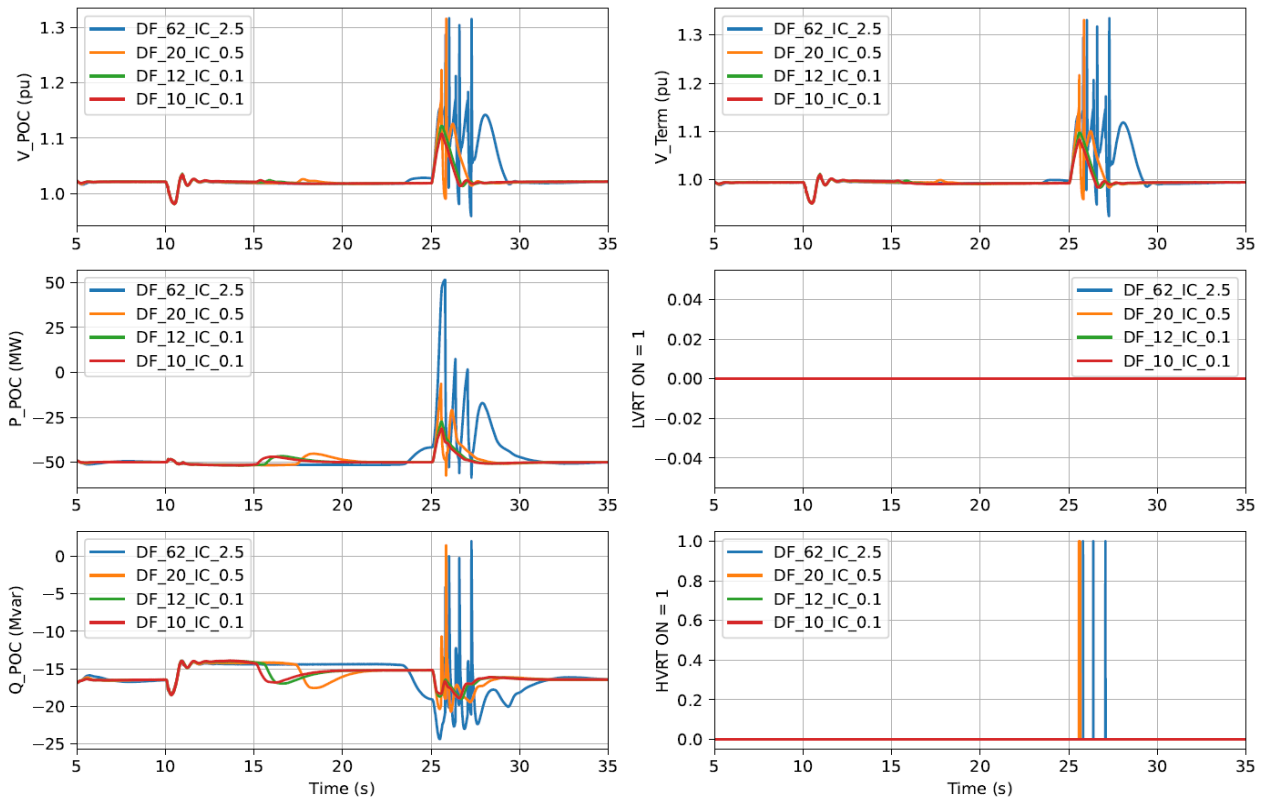 V_POC (pu)
1.3
1.2
1.1
1.0
DF_62_IC_2.5
DF_20_IC_0.5
DF_12_IC_0.1
DF_10_IC_0.1
5 10 15 20 25 30 35
V_Term (pu)
1.3
1.2
1.1
1.0
DF_62_IC_2.5
DF_20_IC_0.5
DF_12_IC_0.1
DF_10_IC_0.1
5 10 15 20 25 30 35
P_POC (MW)
50
25
0
−25
−50
DF_62_IC_2.5
DF_20_IC_0.5
DF_12_IC_0.1
DF_10_IC_0.1
5 10 15 20 25 30 35
LVRT ON = 1
0.04
0.02
0.00
−0.02
−0.04
DF_62_IC_2.5
DF_20_IC_0.5
DF_12_IC_0.1
DF_10_IC_0.1
5 10 15 20 25 30 35
Q_POC (Mvar)
0
−5
−10
−15
−20
−25
DF_62_IC_2.5
DF_20_IC_0.5
DF_12_IC_0.1
DF_10_IC_0.1
5 10 15 20 25 30 35
Time (s)
HVRT ON = 1
1.0
0.8
0.6
0.4
0.2
0.0
DF_62_IC_2.5
DF_20_IC_0.5
DF_12_IC_0.1
DF_10_IC_0.1
5 10 15 20 25 30 35
Time (s)